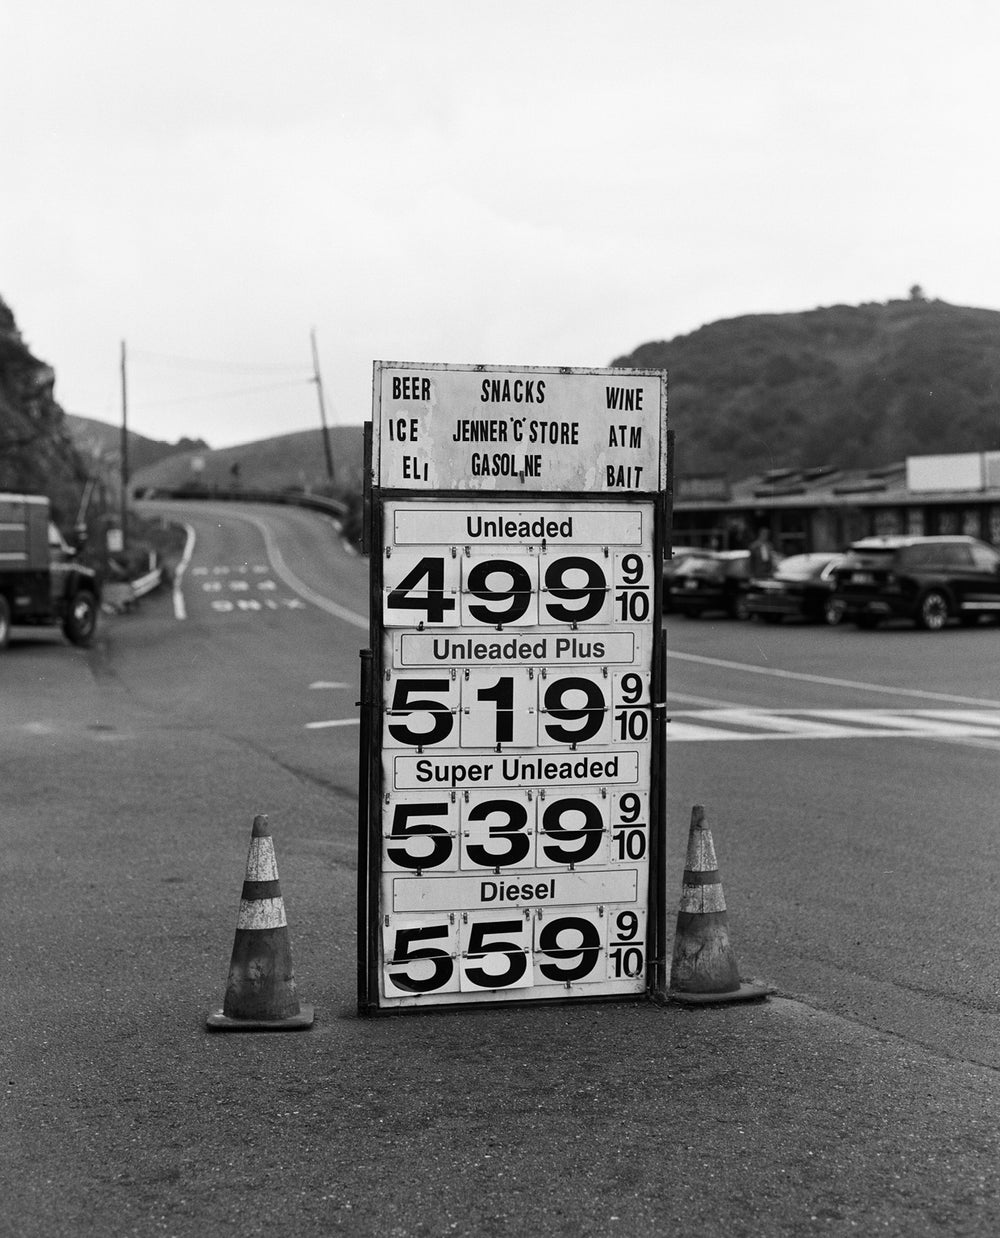 BEER SNACKS WINE
ICE JENNER "C" STORE ATM
ELI GASOL NE BAIT
Unleaded
499 9/10
Unleaded Plus
519 9/10
Super Unleaded
539 9/10
Diesel
559 9/10